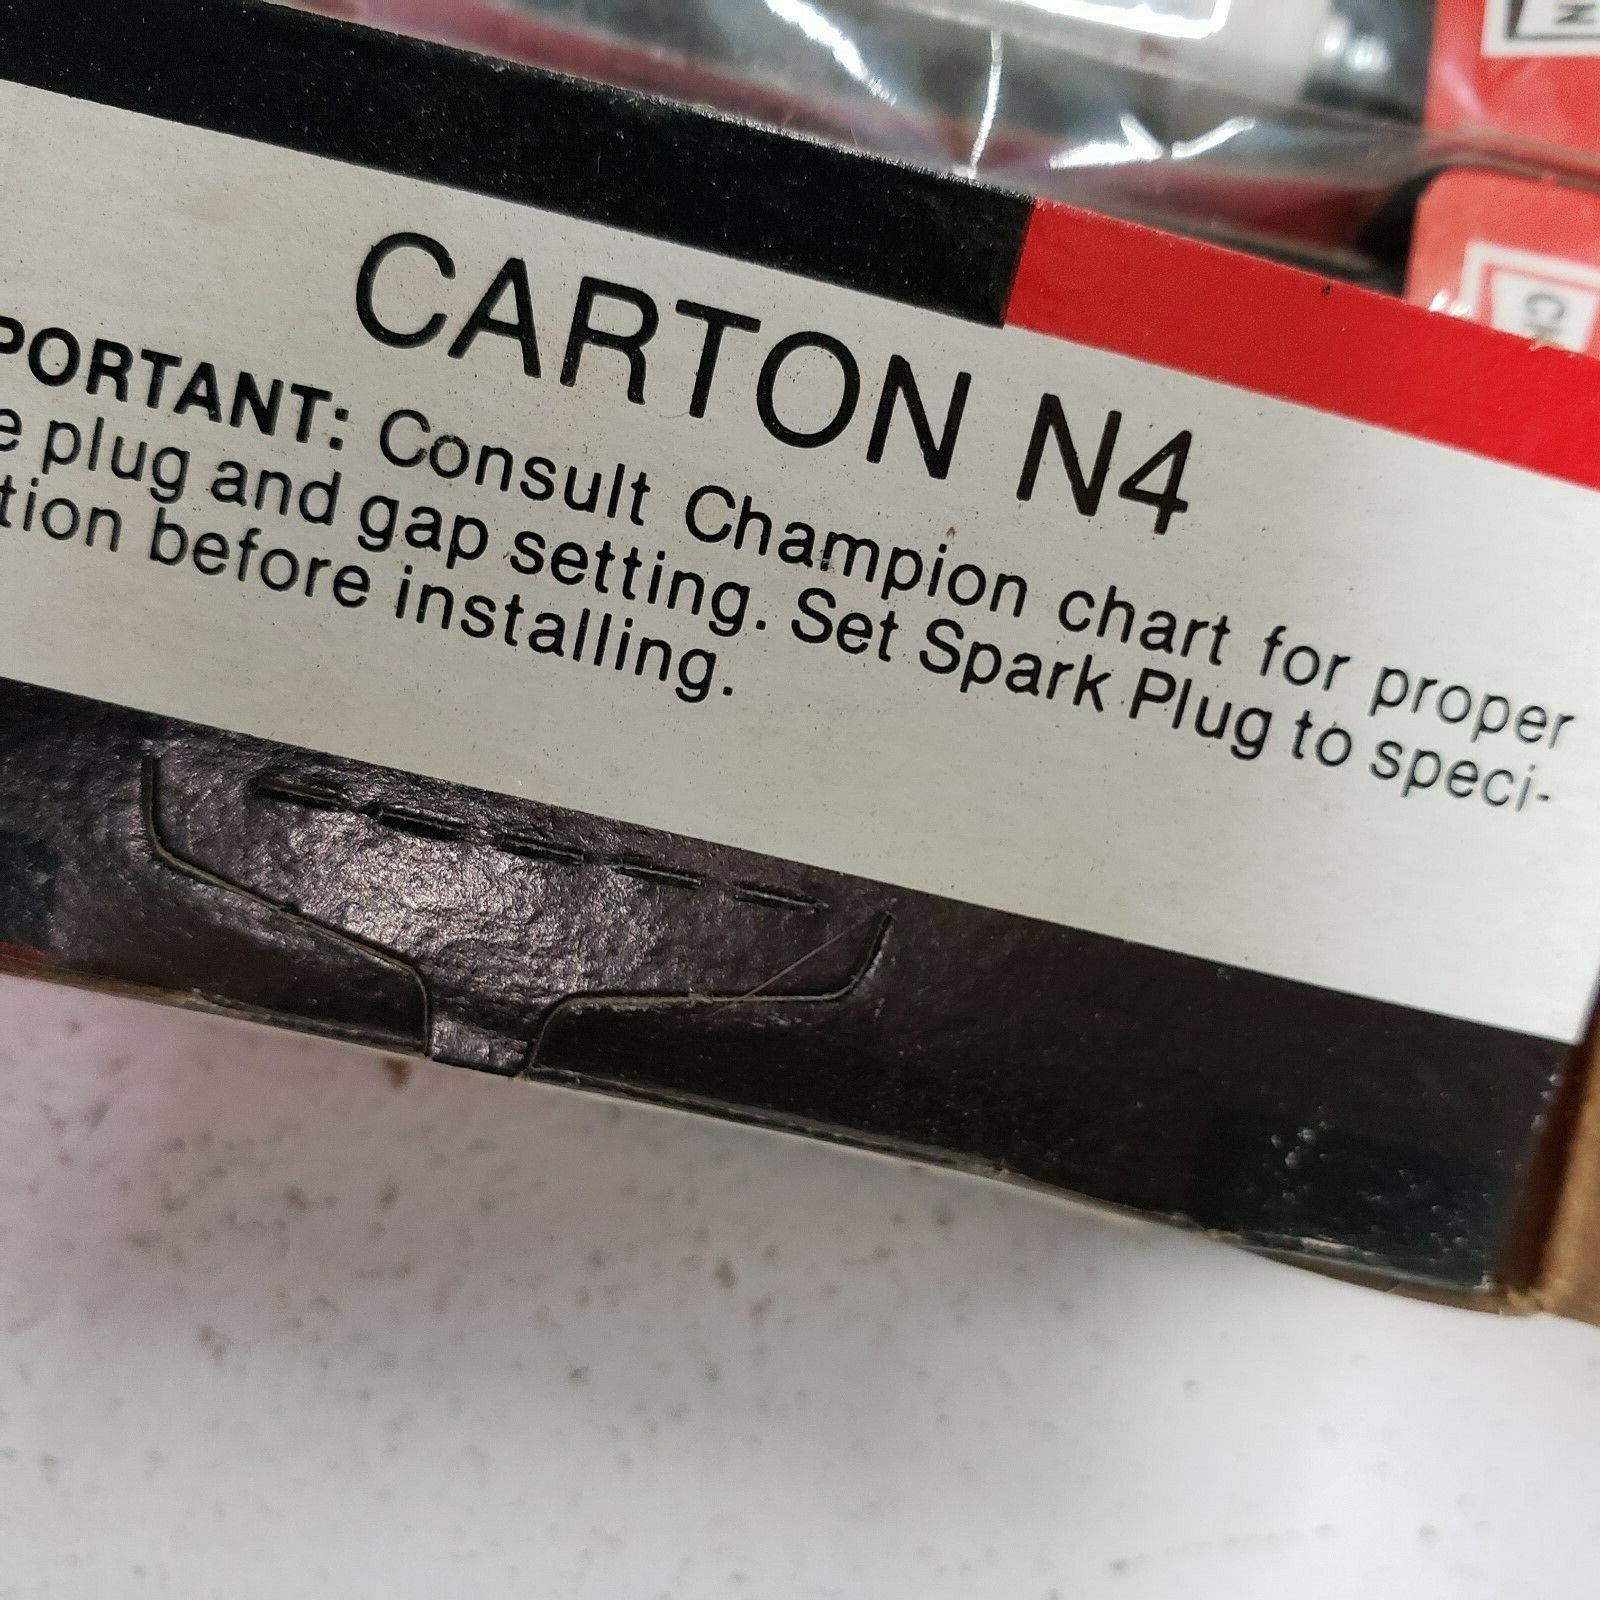 CARTON N4
PORTANT: Consult Champion chart for proper
e plug and gap setting. Set Spark Plug to speci-
tion before installing.
N
CH